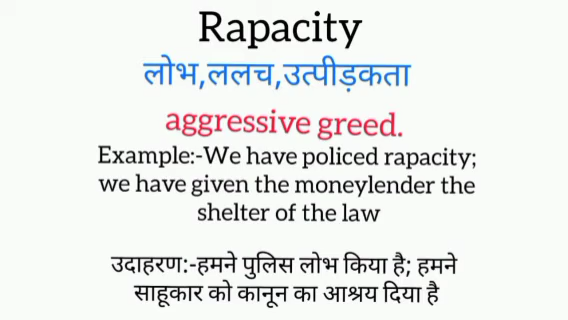 Rapacity
लोभ,ललच,उत्पीड़कता
aggressive greed.
Example:-We have policed rapacity;
we have given the moneylender the
shelter of the law
उदाहरण:-हमने पुलिस लोभ किया है; हमने
साहूकार को कानून का आश्रय दिया है